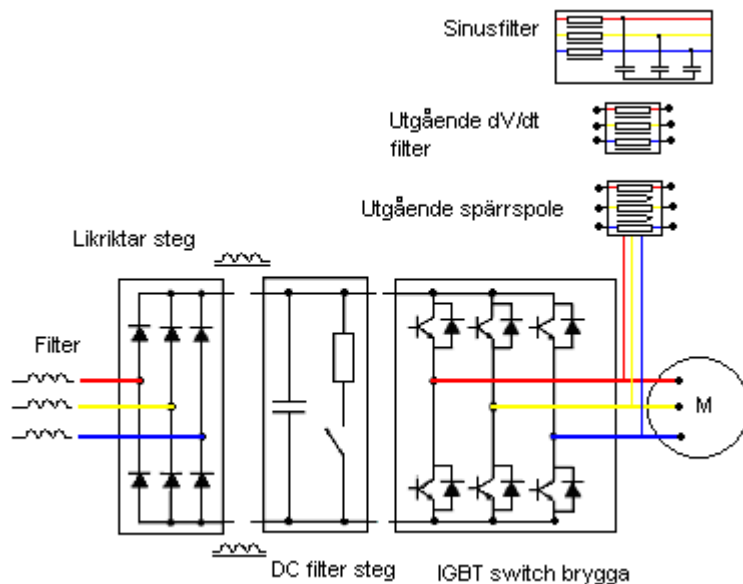 Sinusfilter
Utgående dV/dt
filter
Utgående spärrspole
Likriktar steg
Filter
M
DC filter steg
IGBT switch brygga